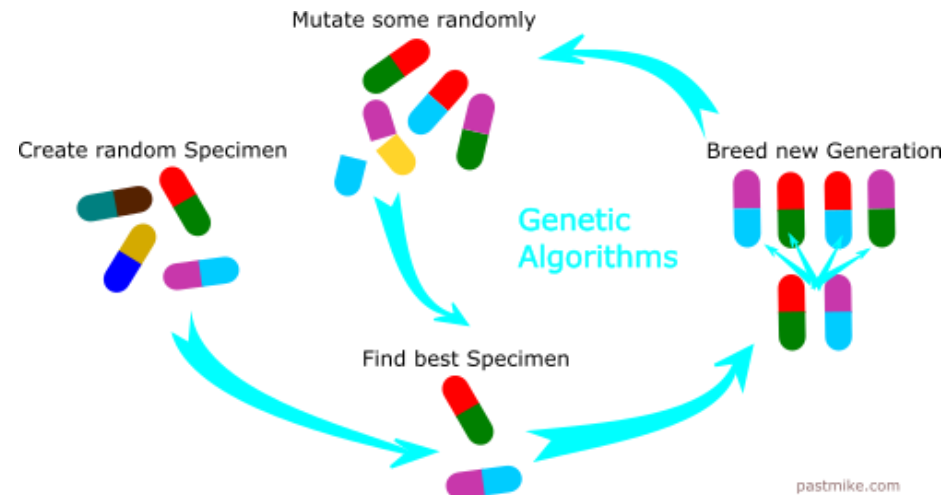 Mutate some randomly
Create random Specimen
Breed new Generation
Genetic
Algorithms
Find best Specimen
pastmike.com